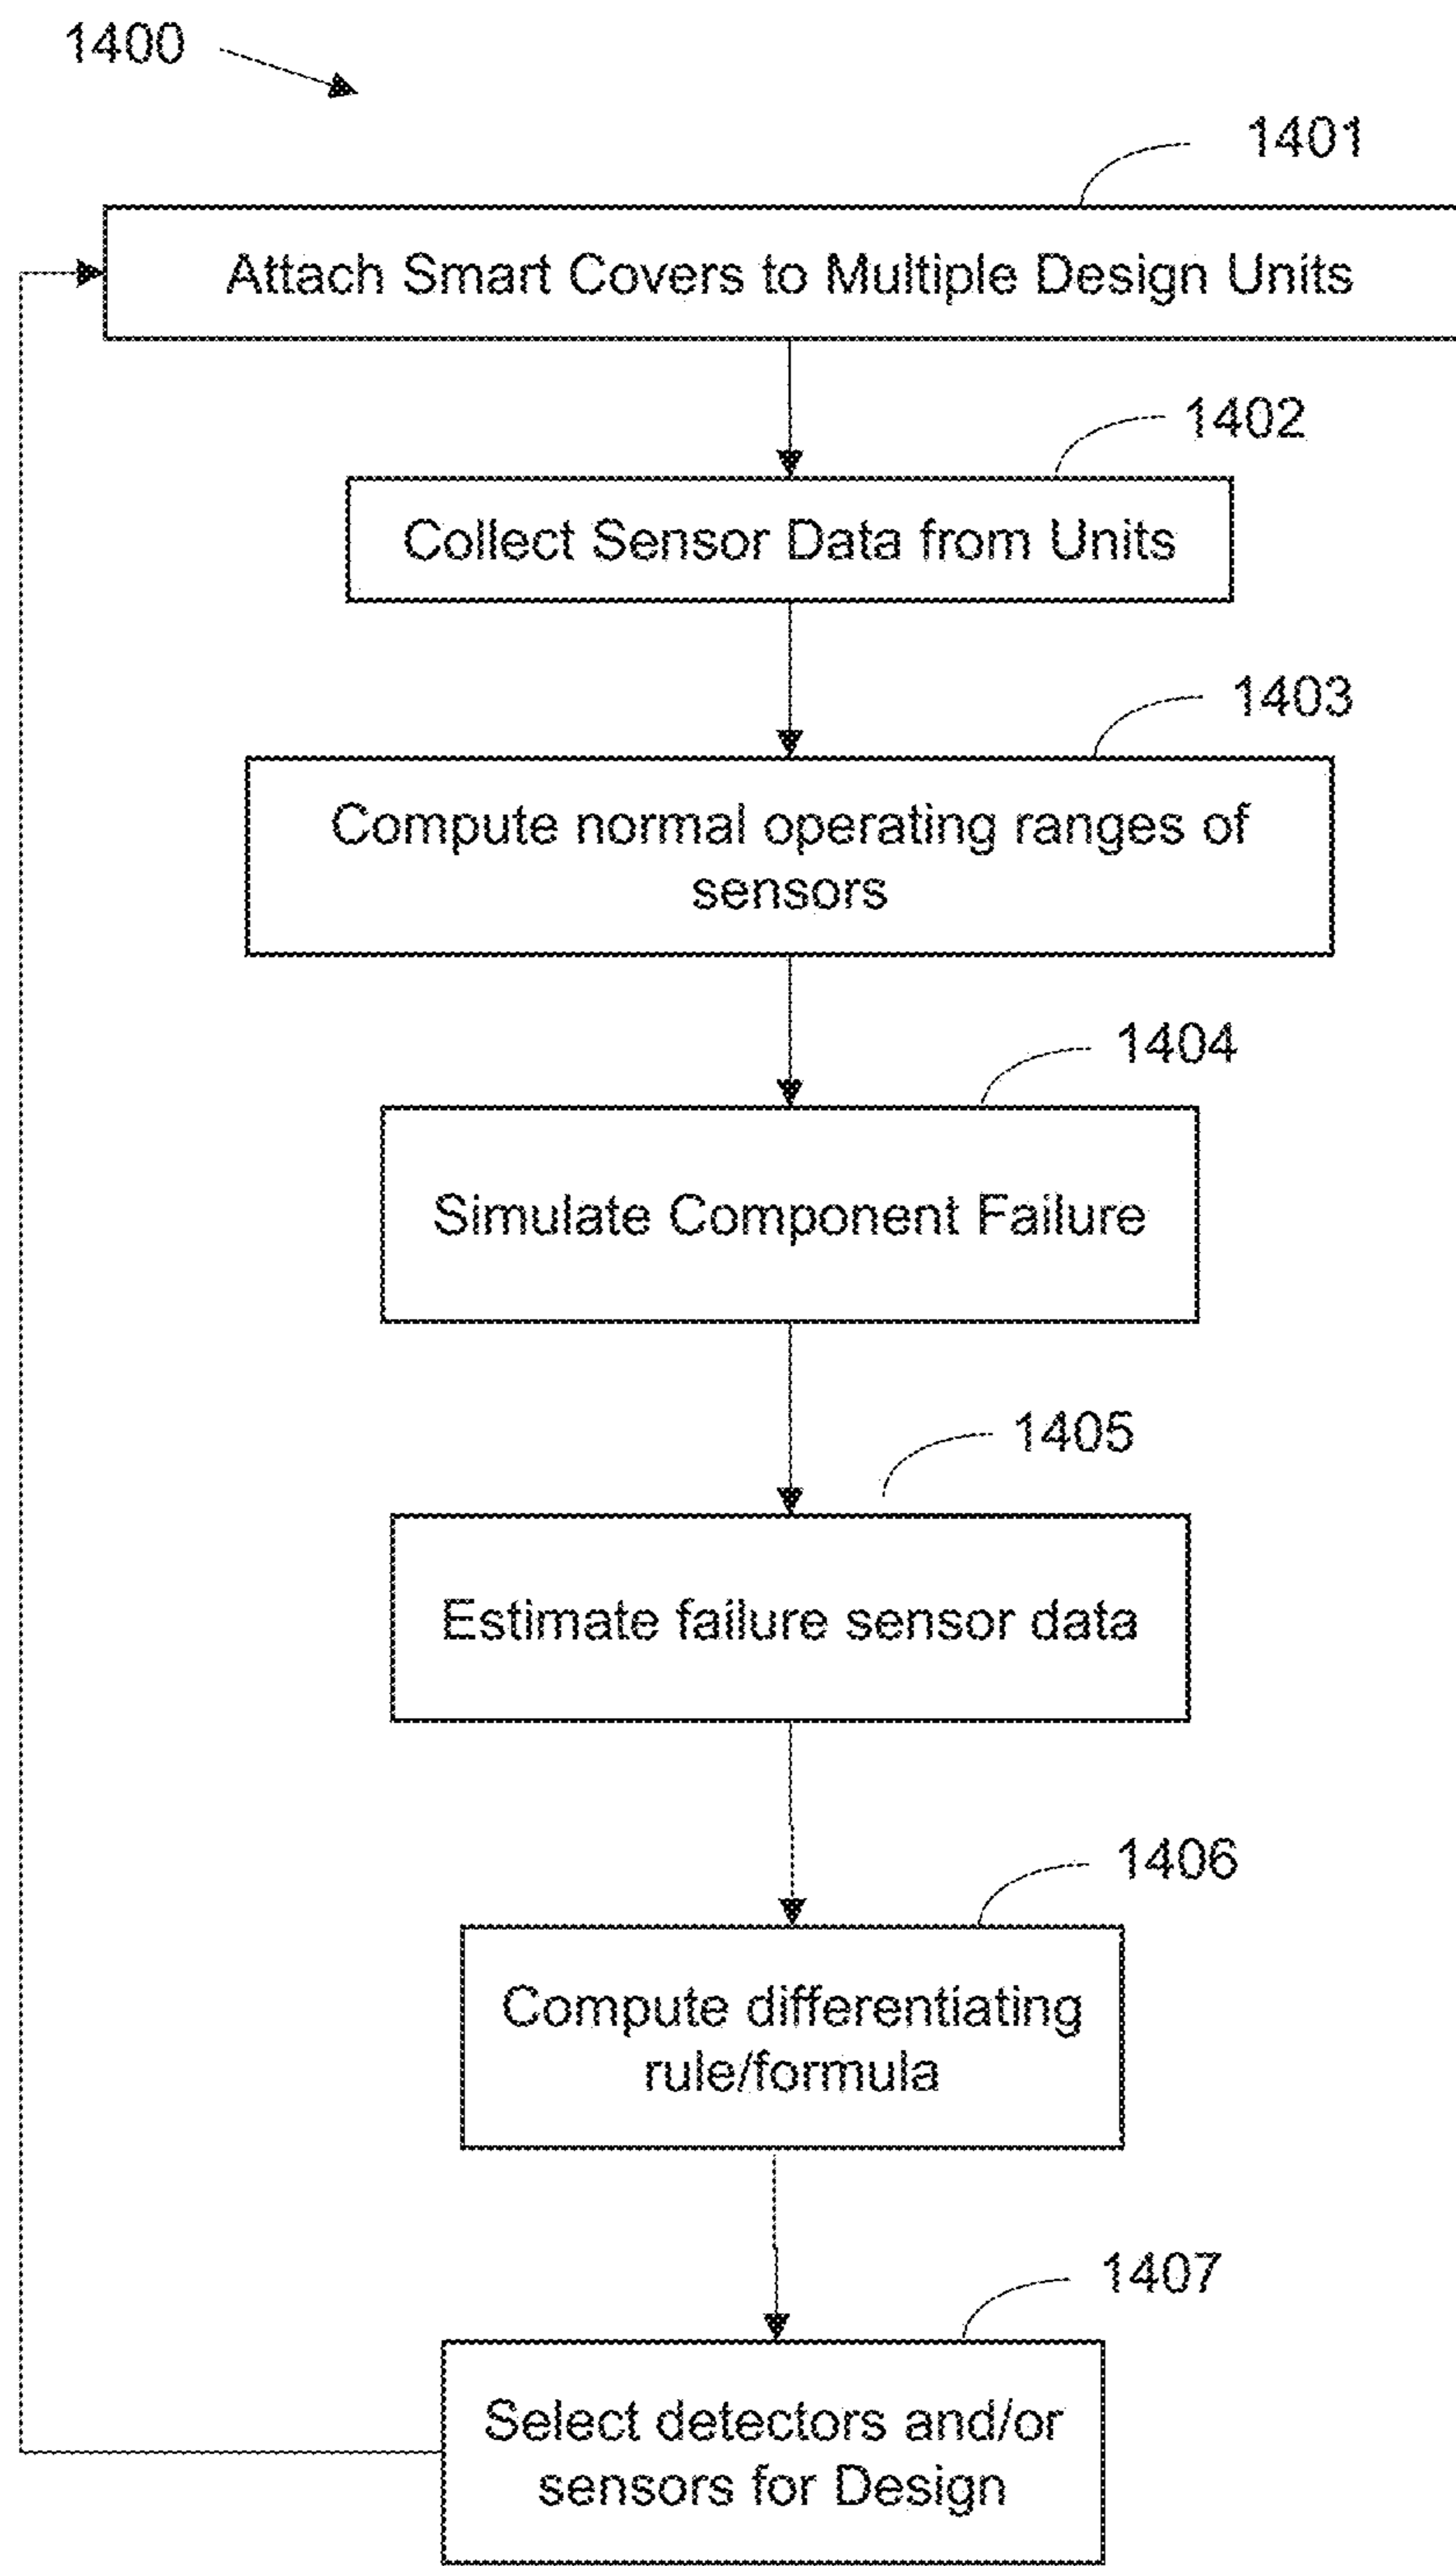 1400
1401
Attach Smart Covers to Multiple Design Units
1402
Collect Sensor Data from Units
1403
Compute normal operating ranges of
sensors
1404
Simulate Component Failure
1405
Estimate failure sensor data
1406
Compute differentiating
rule/formula
1407
Select detectors and/or
sensors for Design